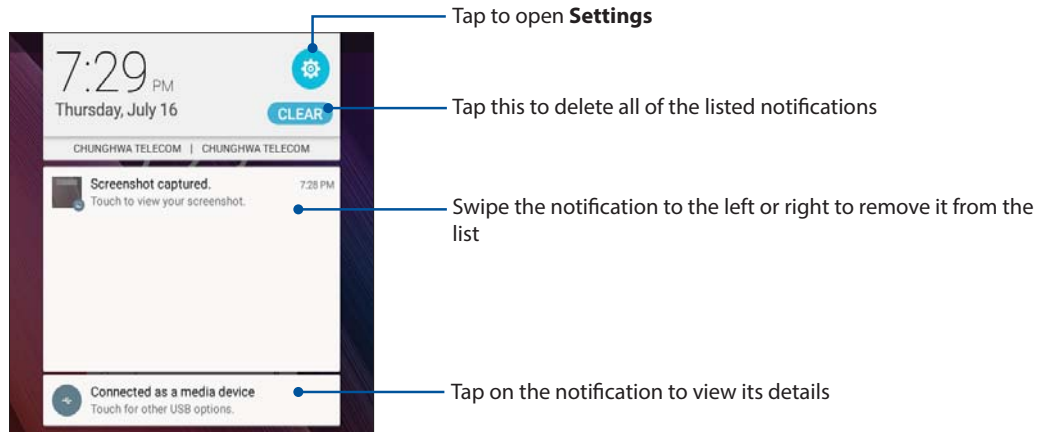 Tap to open Settings
7:29 PM
Thursday, July 16
CLEAR
Tap this to delete all of the listed notifications
CHUNGHWA TELECOM | CHUNGHWA TELECOM
Screenshot captured.
7:28 PM
Touch to view your screenshot.
Swipe the notification to the left or right to remove it from the
list
Connected as a media device
Touch for other USB options.
Tap on the notification to view its details